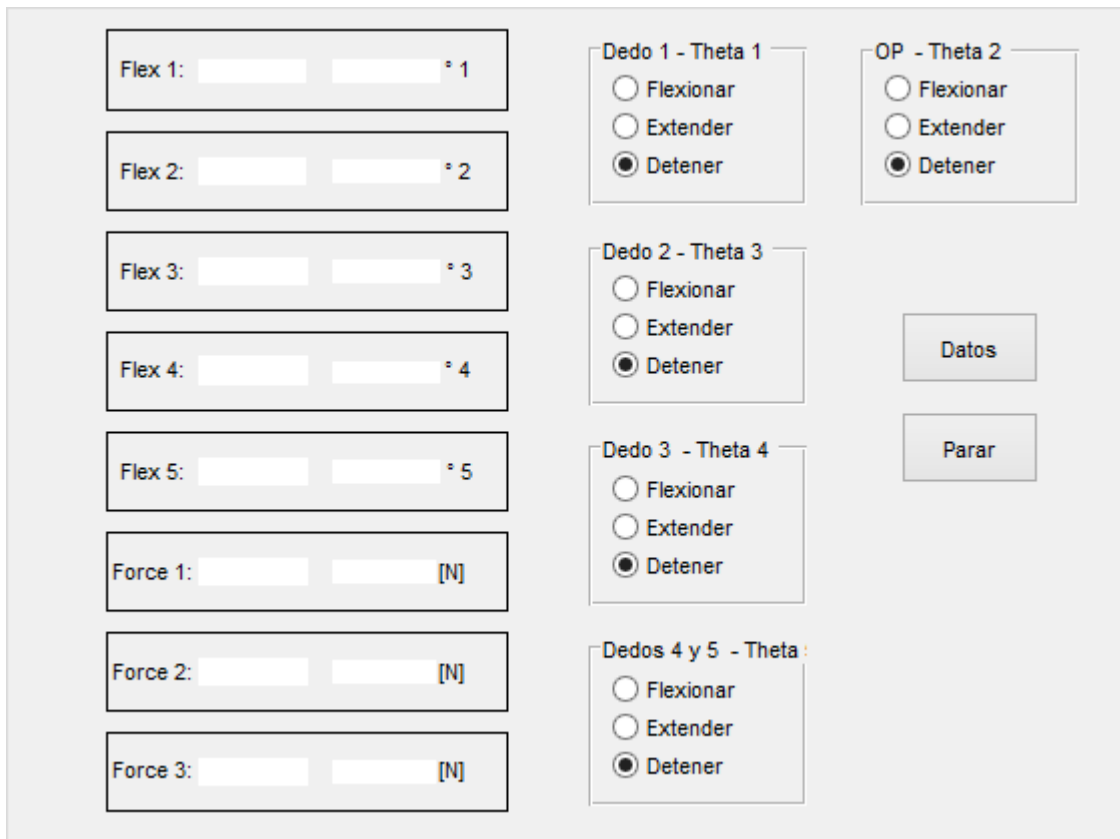 Flex 1: ° 1
Flex 2: ° 2
Flex 3: ° 3
Flex 4: ° 4
Flex 5: ° 5
Force 1: [N]
Force 2: [N]
Force 3: [N]
Dedo 1 - Theta 1
Flexionar
Extender
Detener
OP - Theta 2
Flexionar
Extender
Detener
Dedo 2 - Theta 3
Flexionar
Extender
Detener
Dedo 3 - Theta 4
Flexionar
Extender
Detener
Dedos 4 y 5 - Theta
Flexionar
Extender
Detener
Datos
Parar